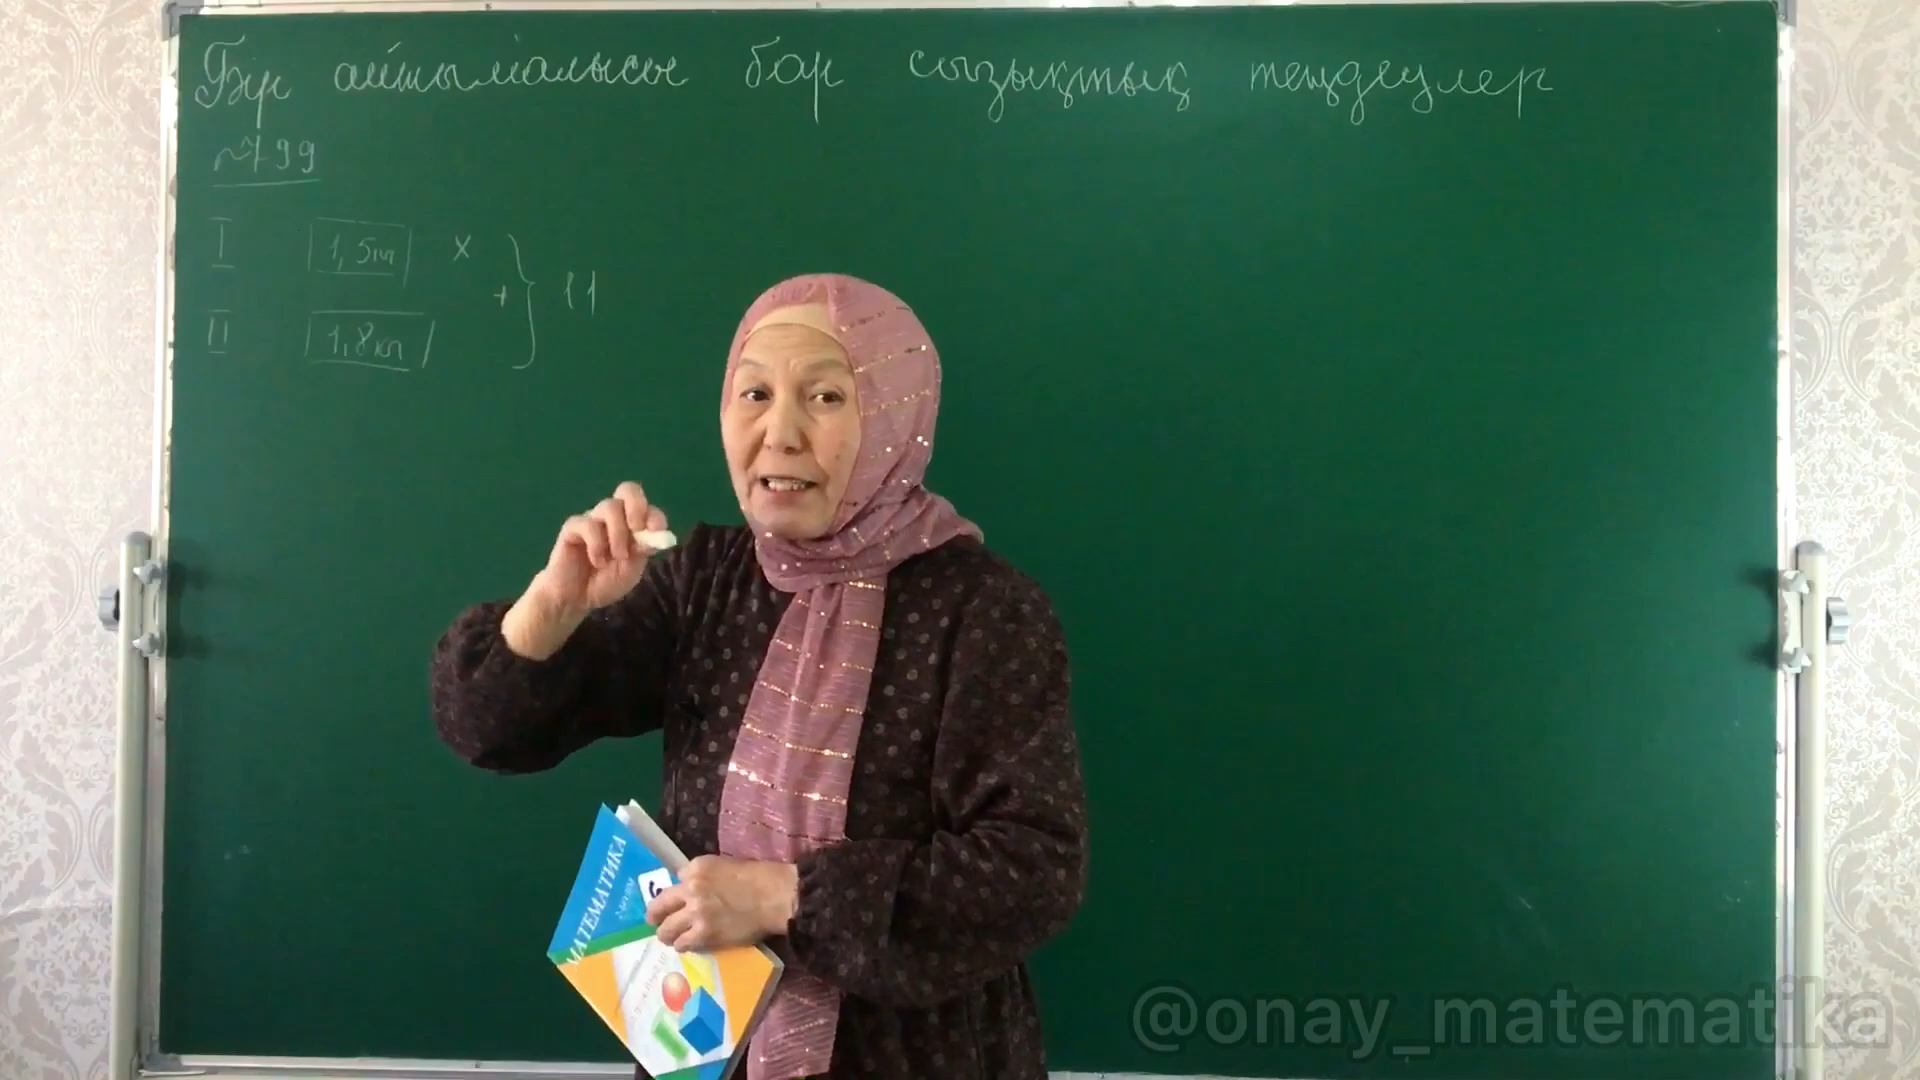 Бір айнымалысы бар сызықтық теңдеулер
№799
I 1,5кг x
+ } 11
II 1,8кг
МАТЕМАТИКА
@onay_matematika